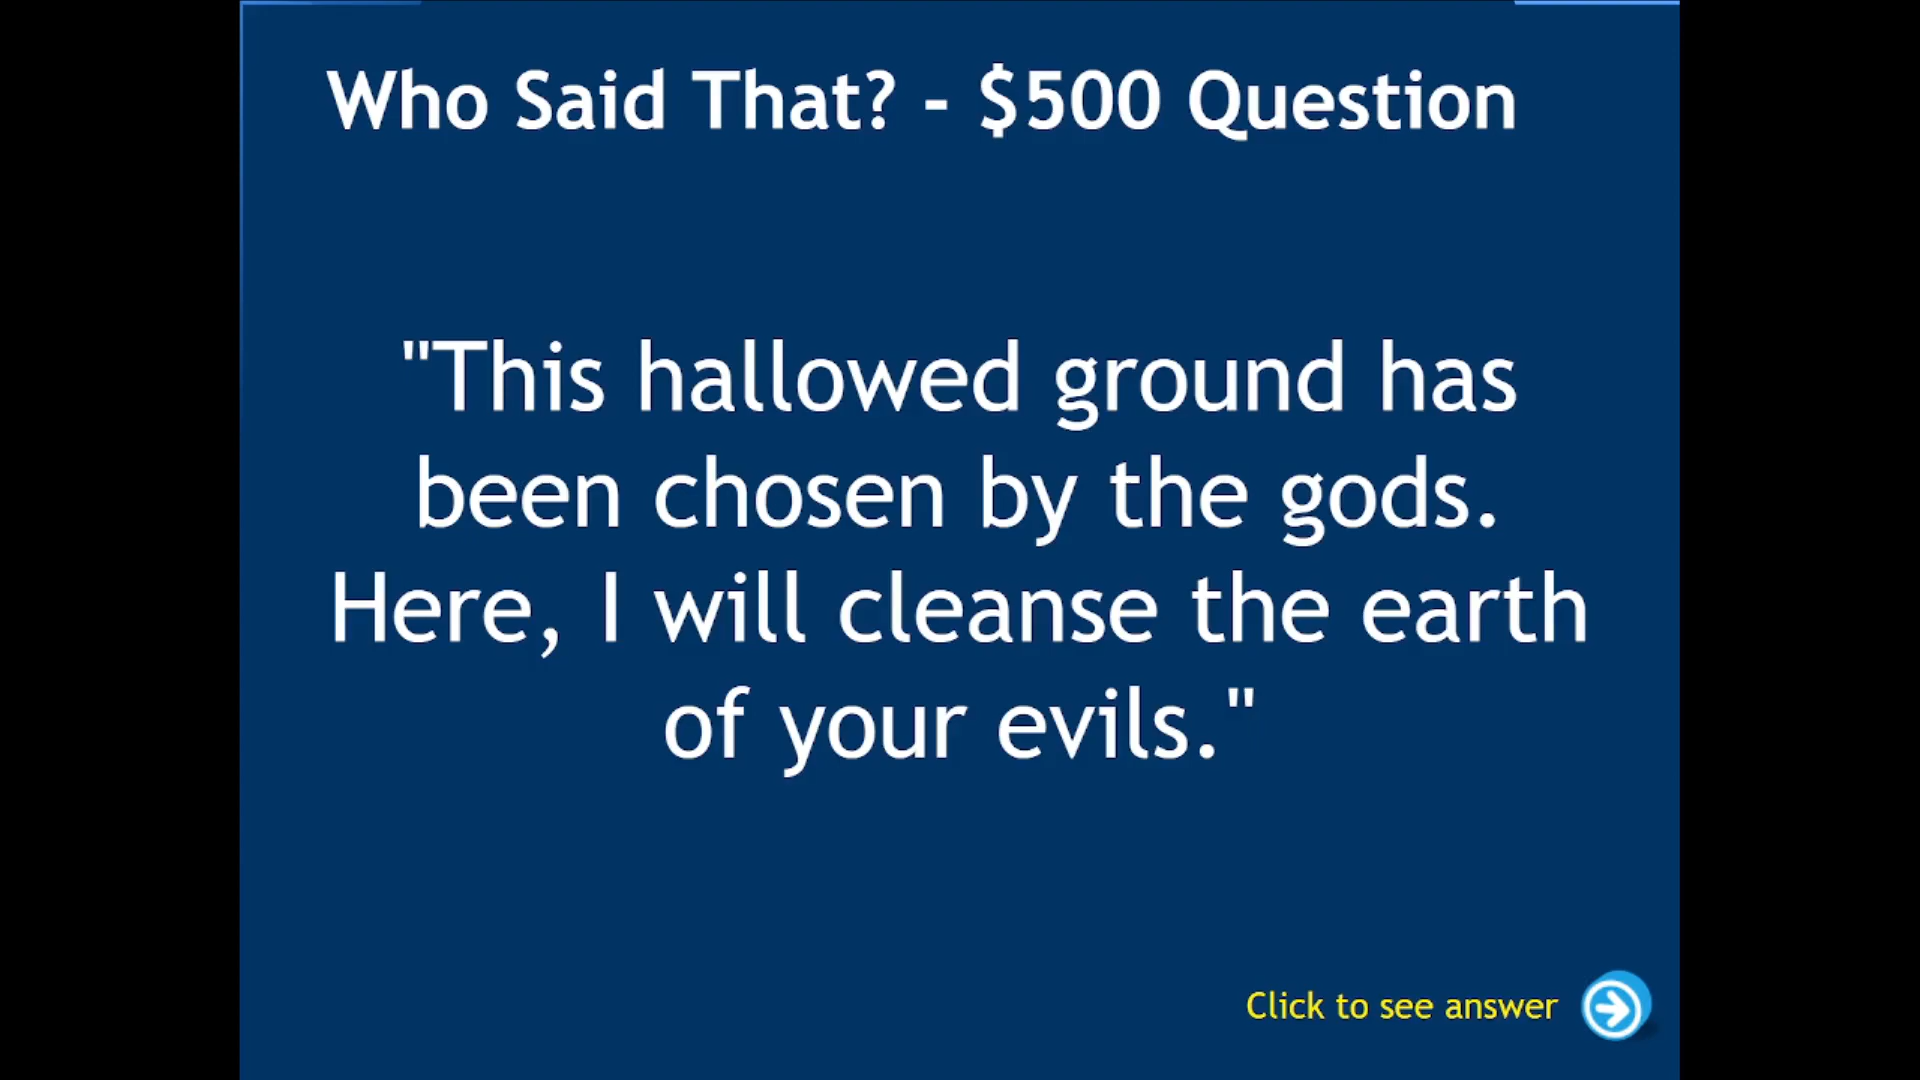 Who Said That? - $500 Question
"This hallowed ground has
been chosen by the gods.
Here, I will cleanse the earth
of your evils."
Click to see answer